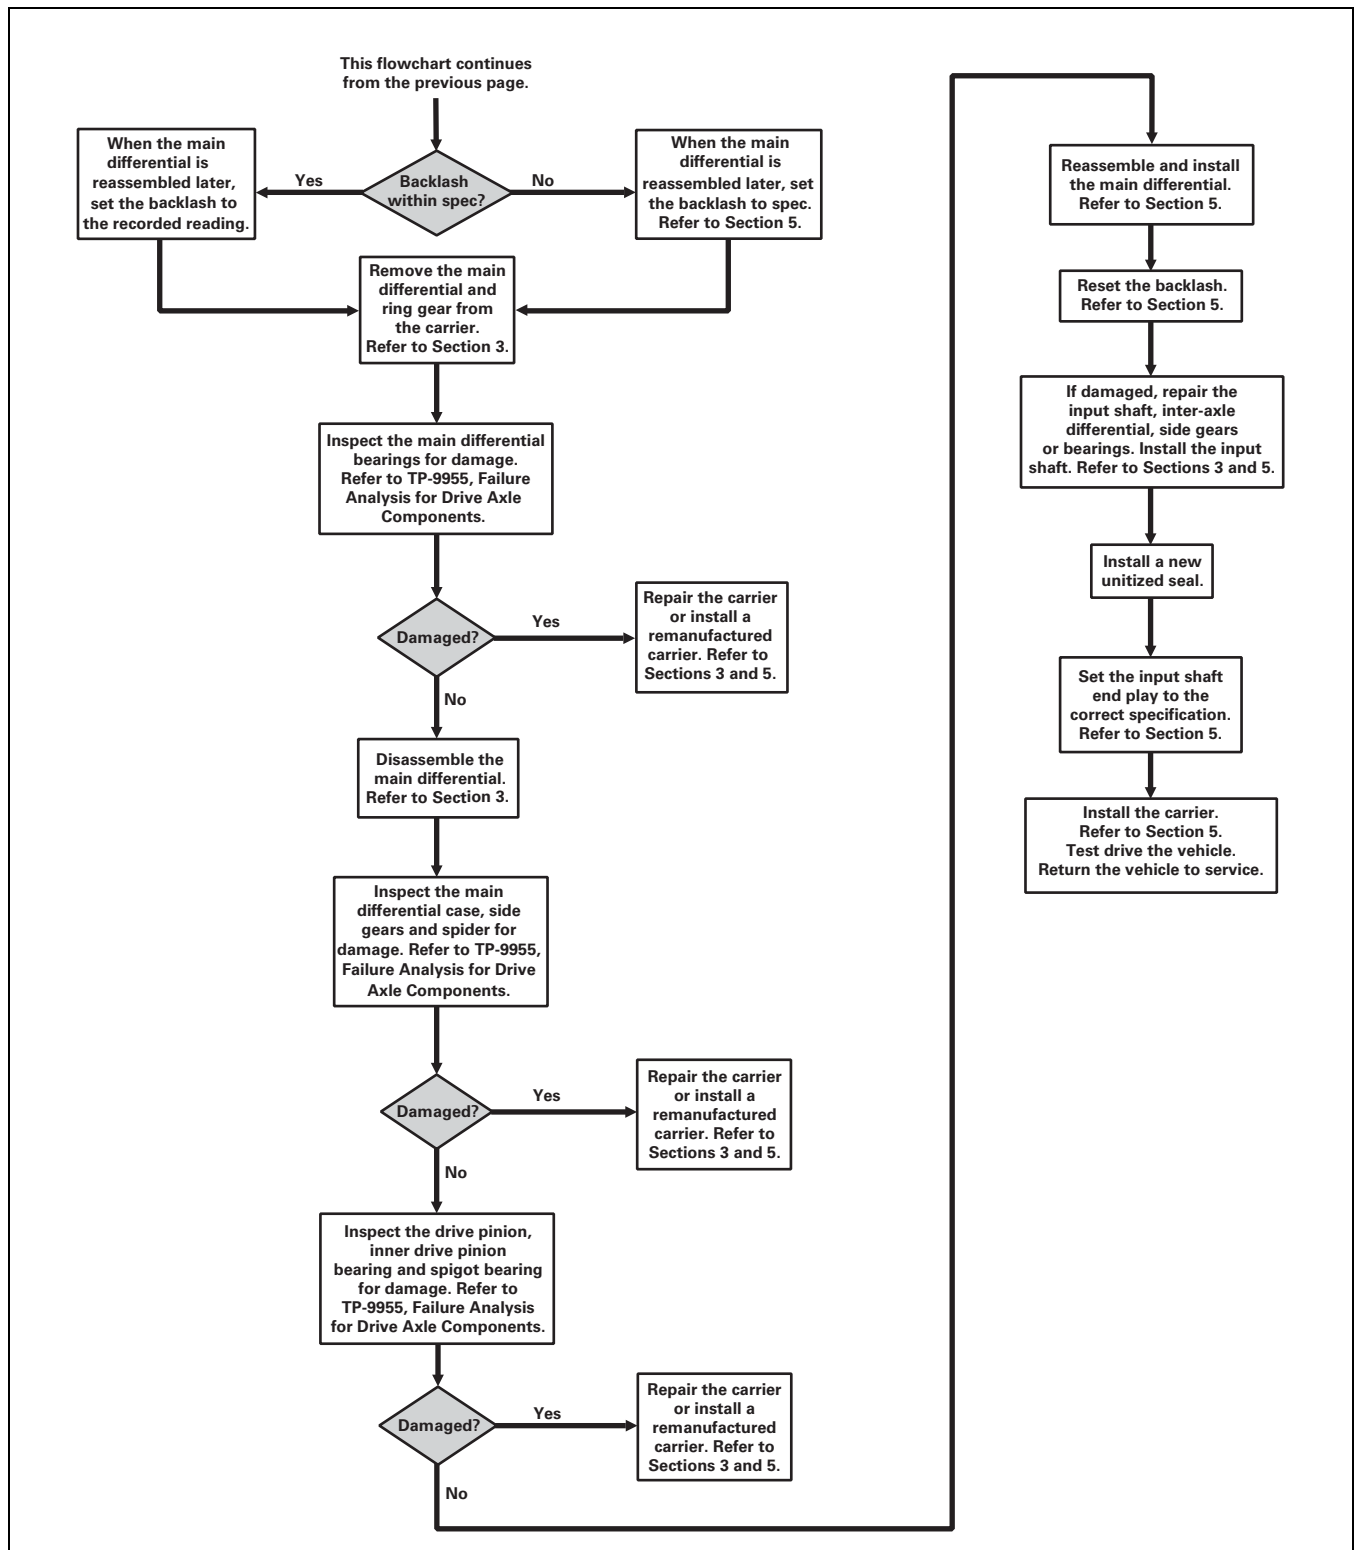 This flowchart continues
from the previous page.
When the main
differential is
reassembled later,
set the backlash to
the recorded reading.
Yes
Backlash
within spec?
No
When the main
differential is
reassembled later, set
the backlash to spec.
Refer to Section 5.
Remove the main
differential and
ring gear from
the carrier.
Refer to Section 3.
Inspect the main differential
bearings for damage.
Refer to TP-9955, Failure
Analysis for Drive Axle
Components.
Damaged?
Yes
Repair the carrier
or install a
remanufactured
carrier. Refer to
Sections 3 and 5.
No
Disassemble the
main differential.
Refer to Section 3.
Inspect the main
differential case, side
gears and spider for
damage. Refer to TP-9955,
Failure Analysis for Drive
Axle Components.
Damaged?
Yes
Repair the carrier
or install a
remanufactured
carrier. Refer to
Sections 3 and 5.
No
Inspect the drive pinion,
inner drive pinion
bearing and spigot bearing
for damage. Refer to
TP-9955, Failure Analysis
for Drive Axle Components.
Damaged?
Yes
Repair the carrier
or install a
remanufactured
carrier. Refer to
Sections 3 and 5.
No
Reassemble and install
the main differential.
Refer to Section 5.
Reset the backlash.
Refer to Section 5.
If damaged, repair the
input shaft, inter-axle
differential, side gears
or bearings. Install the input
shaft. Refer to Sections 3 and 5.
Install a new
unitized seal.
Set the input shaft
end play to the
correct specification.
Refer to Section 5.
Install the carrier.
Refer to Section 5.
Test drive the vehicle.
Return the vehicle to service.